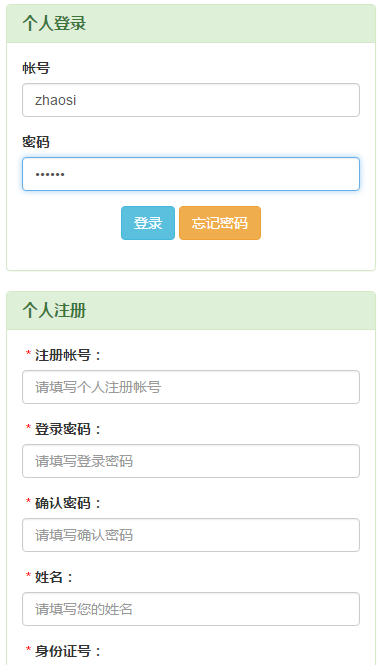 个人登录
帐号
zhaosi
密码
••••••
登录 忘记密码
个人注册
* 注册帐号：
请填写个人注册帐号
* 登录密码：
请填写登录密码
* 确认密码：
请填写确认密码
* 姓名：
请填写您的姓名
* 身份证号：